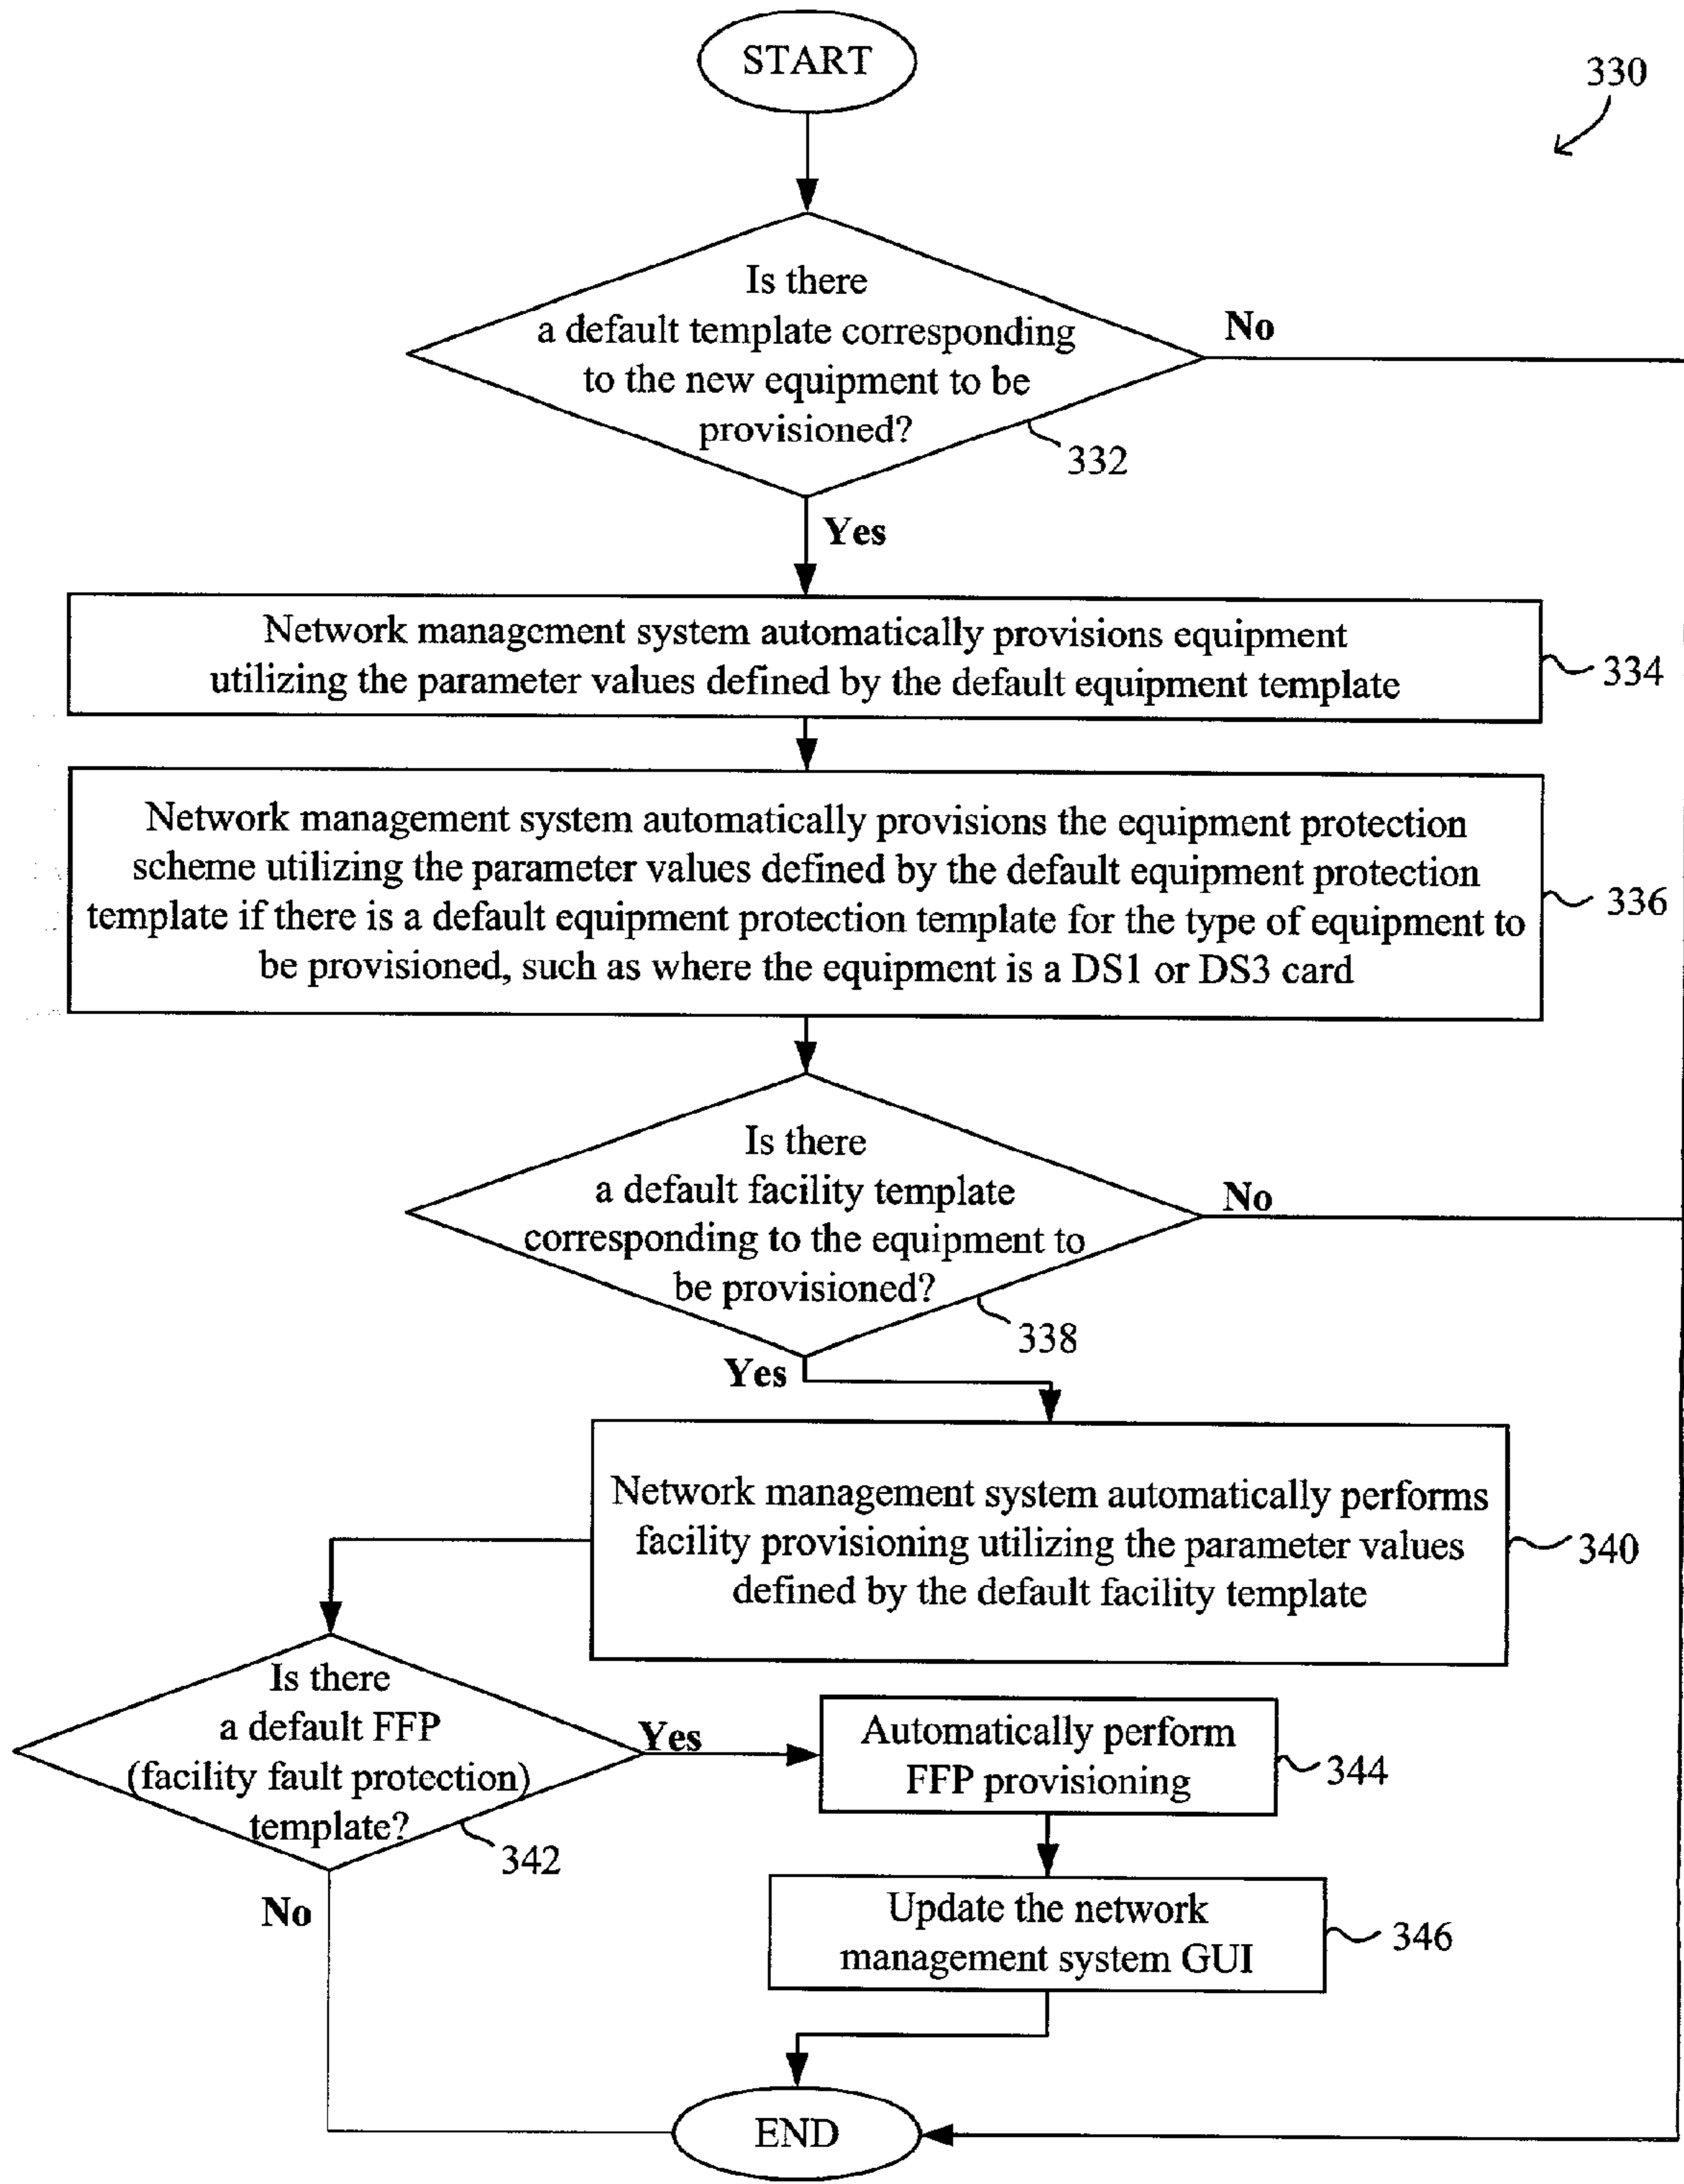 START
330
Is there
a default template corresponding
to the new equipment to be
provisioned?
No
332
Yes
Network management system automatically provisions equipment
utilizing the parameter values defined by the default equipment template
334
Network management system automatically provisions the equipment protection
scheme utilizing the parameter values defined by the default equipment protection
template if there is a default equipment protection template for the type of equipment to
be provisioned, such as where the equipment is a DS1 or DS3 card
336
Is there
a default facility template
corresponding to the equipment to
be provisioned?
No
338
Yes
Network management system automatically performs
facility provisioning utilizing the parameter values
defined by the default facility template
340
Is there
a default FFP
(facility fault protection)
template?
Yes
342
No
Automatically perform
FFP provisioning
344
Update the network
management system GUI
346
END